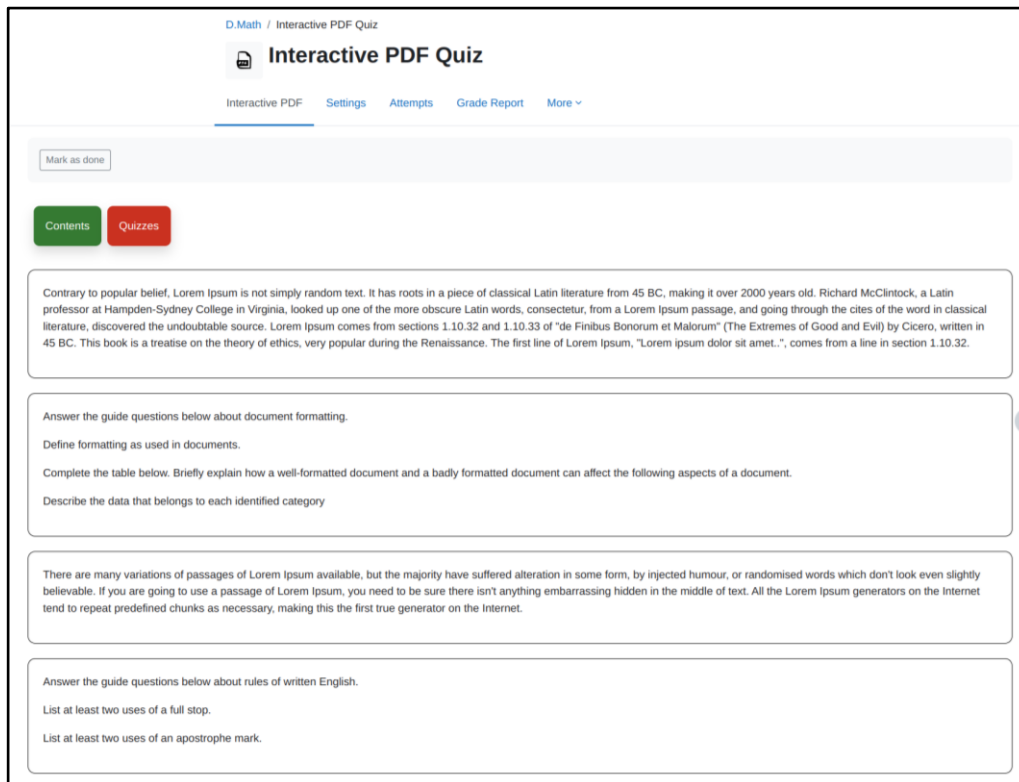 D.Math / Interactive PDF Quiz
Interactive PDF Quiz
Interactive PDF Settings Attempts Grade Report More
Mark as done
Contents Quizzes
Contrary to popular belief, Lorem Ipsum is not simply random text. It has roots in a piece of classical Latin literature from 45 BC, making it over 2000 years old. Richard McClintock, a Latin
professor at Hampden-Sydney College in Virginia, looked up one of the more obscure Latin words, consectetur, from a Lorem Ipsum passage, and going through the cites of the word in classical
literature, discovered the undoubtable source. Lorem Ipsum comes from sections 1.10.32 and 1.10.33 of "de Finibus Bonorum et Malorum" (The Extremes of Good and Evil) by Cicero, written in
45 BC. This book is a treatise on the theory of ethics, very popular during the Renaissance. The first line of Lorem Ipsum, "Lorem ipsum dolor sit amet..", comes from a line in section 1.10.32.
Answer the guide questions below about document formatting.
Define formatting as used in documents.
Complete the table below. Briefly explain how a well-formatted document and a badly formatted document can affect the following aspects of a document.
Describe the data that belongs to each identified category
There are many variations of passages of Lorem Ipsum available, but the majority have suffered alteration in some form, by injected humour, or randomised words which don't look even slightly
believable. If you are going to use a passage of Lorem Ipsum, you need to be sure there isn't anything embarrassing hidden in the middle of text. All the Lorem Ipsum generators on the Internet
tend to repeat predefined chunks as necessary, making this the first true generator on the Internet.
Answer the guide questions below about rules of written English.
List at least two uses of a full stop.
List at least two uses of an apostrophe mark.